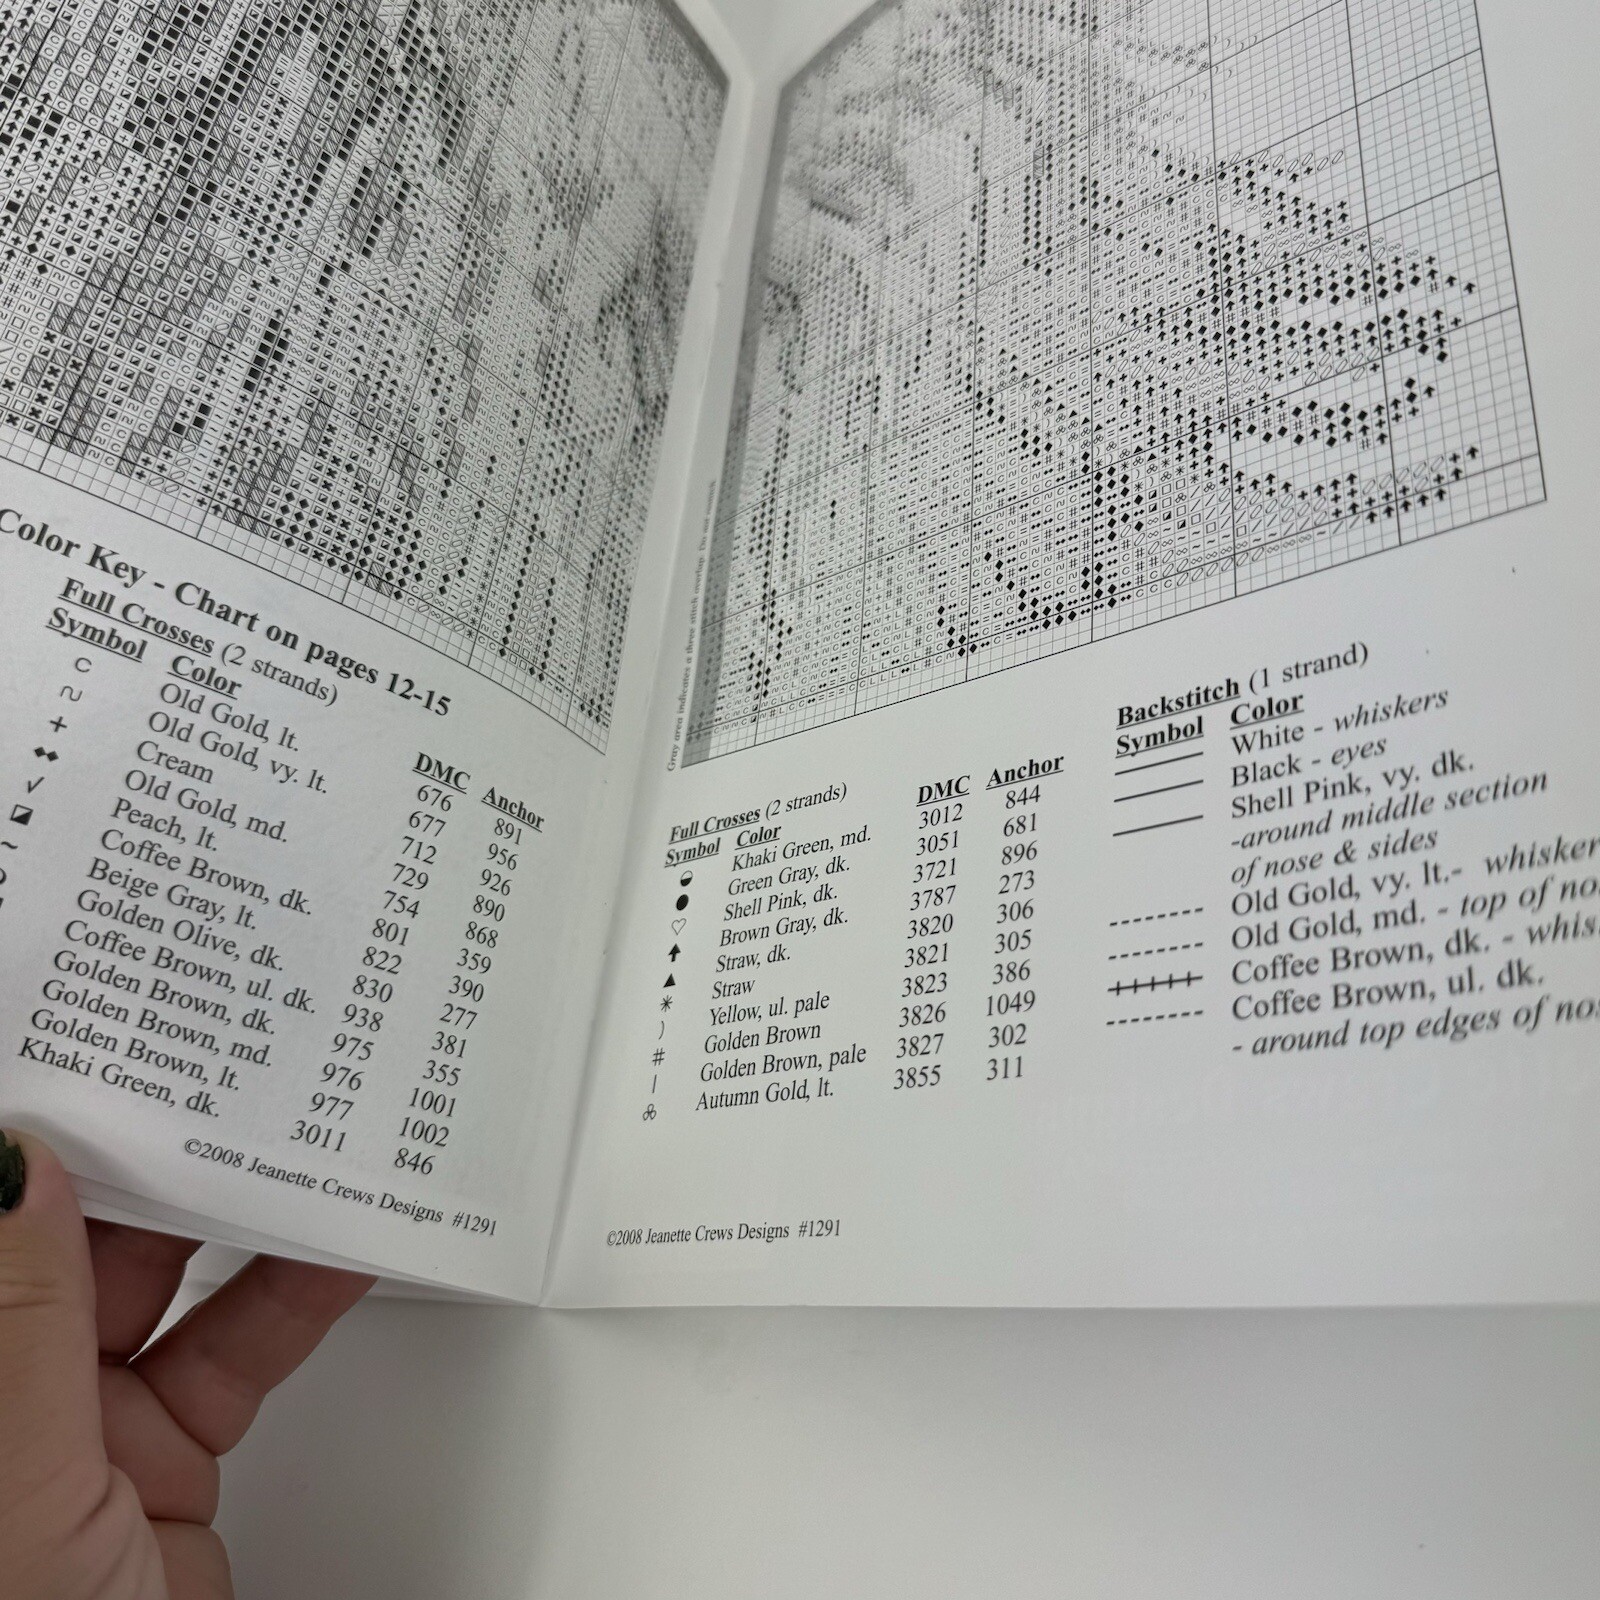 Color Key - Chart on pages 12-15
Full Crosses (2 strands)
Symbol Color DMC Anchor
C Old Gold, lt. 676 891
Old Gold, vy. lt. 677 956
+ Cream 712 926
Old Gold, md. 729 890
√ Peach, lt. 754 868
Coffee Brown, dk. 801 359
~ Beige Gray, lt. 822 390
Golden Olive, dk. 830 277
Coffee Brown, ul. dk. 938 381
Golden Brown, dk. 975 355
Golden Brown, md. 976 1001
Golden Brown, lt. 977 1002
Khaki Green, dk. 3011 846
©2008 Jeanette Crews Designs #1291
Gray area indicates a three stitch overlap.
Full Crosses (2 strands)
Symbol Color DMC Anchor
Khaki Green, md. 3012 844
● Green Gray, dk. 3051 681
♡ Shell Pink, dk. 3721 896
Brown Gray, dk. 3787 273
▲ Straw, dk. 3820 306
Straw 3821 305
) Yellow, ul. pale 3823 386
# Golden Brown 3826 1049
| Golden Brown, pale 3827 302
Autumn Gold, lt. 3855 311
©2008 Jeanette Crews Designs #1291
Backstitch (1 strand)
Symbol Color
White - whiskers
Black - eyes
Shell Pink, vy. dk.
-around middle section
of nose & sides
Old Gold, vy. lt.- whisker
Old Gold, md. - top of no
Coffee Brown, dk. - whis
Coffee Brown, ul. dk.
- around top edges of no